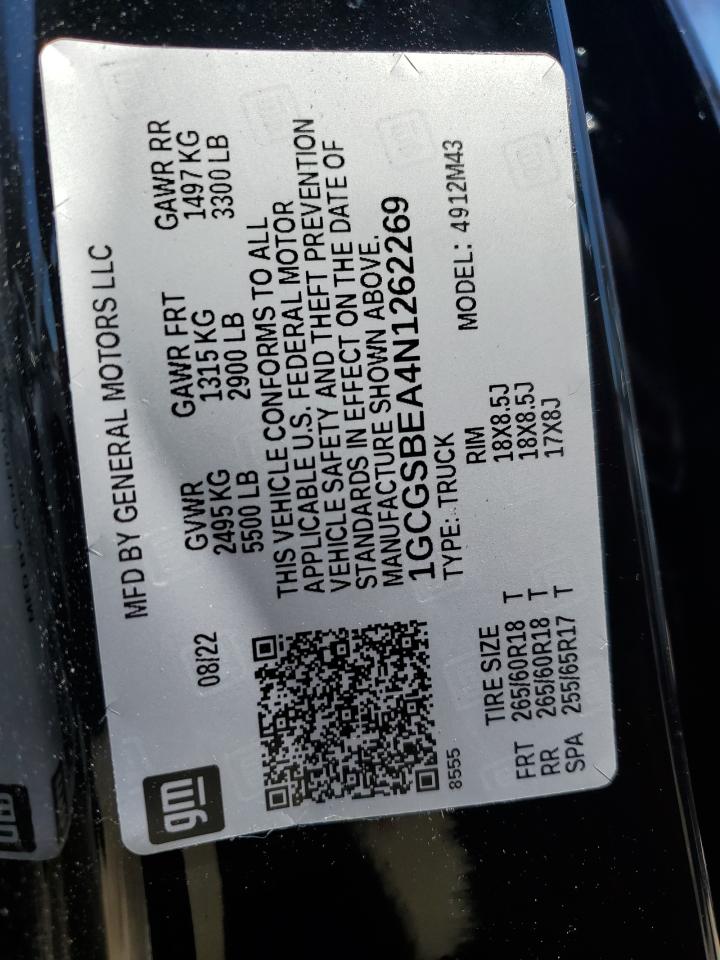 MFD BY GENERAL MOTORS LLC
gm
08/22
GVWR GAWR FRT GAWR RR
2495 KG 1315 KG 1497 KG
5500 LB 2900 LB 3300 LB
THIS VEHICLE CONFORMS TO ALL
APPLICABLE U.S. FEDERAL MOTOR
VEHICLE SAFETY AND THEFT PREVENTION
STANDARDS IN EFFECT ON THE DATE OF
MANUFACTURE SHOWN ABOVE.
1GCGSBEA4N1262269
8555
TYPE: TRUCK MODEL: 4912M43
TIRE SIZE RIM
FRT 265/60R18 T 18X8.5J
RR 265/60R18 T 18X8.5J
SPA 255/65R17 T 17X8J